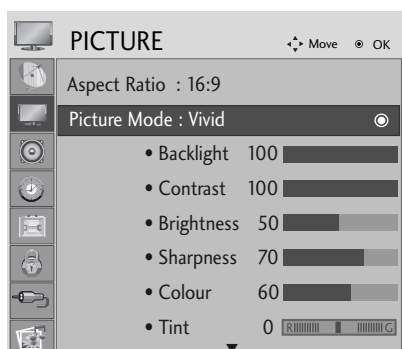 PICTURE Move OK
Aspect Ratio : 16:9
Picture Mode : Vivid
• Backlight 100
• Contrast 100
• Brightness 50
• Sharpness 70
• Colour 60
• Tint 0 R G